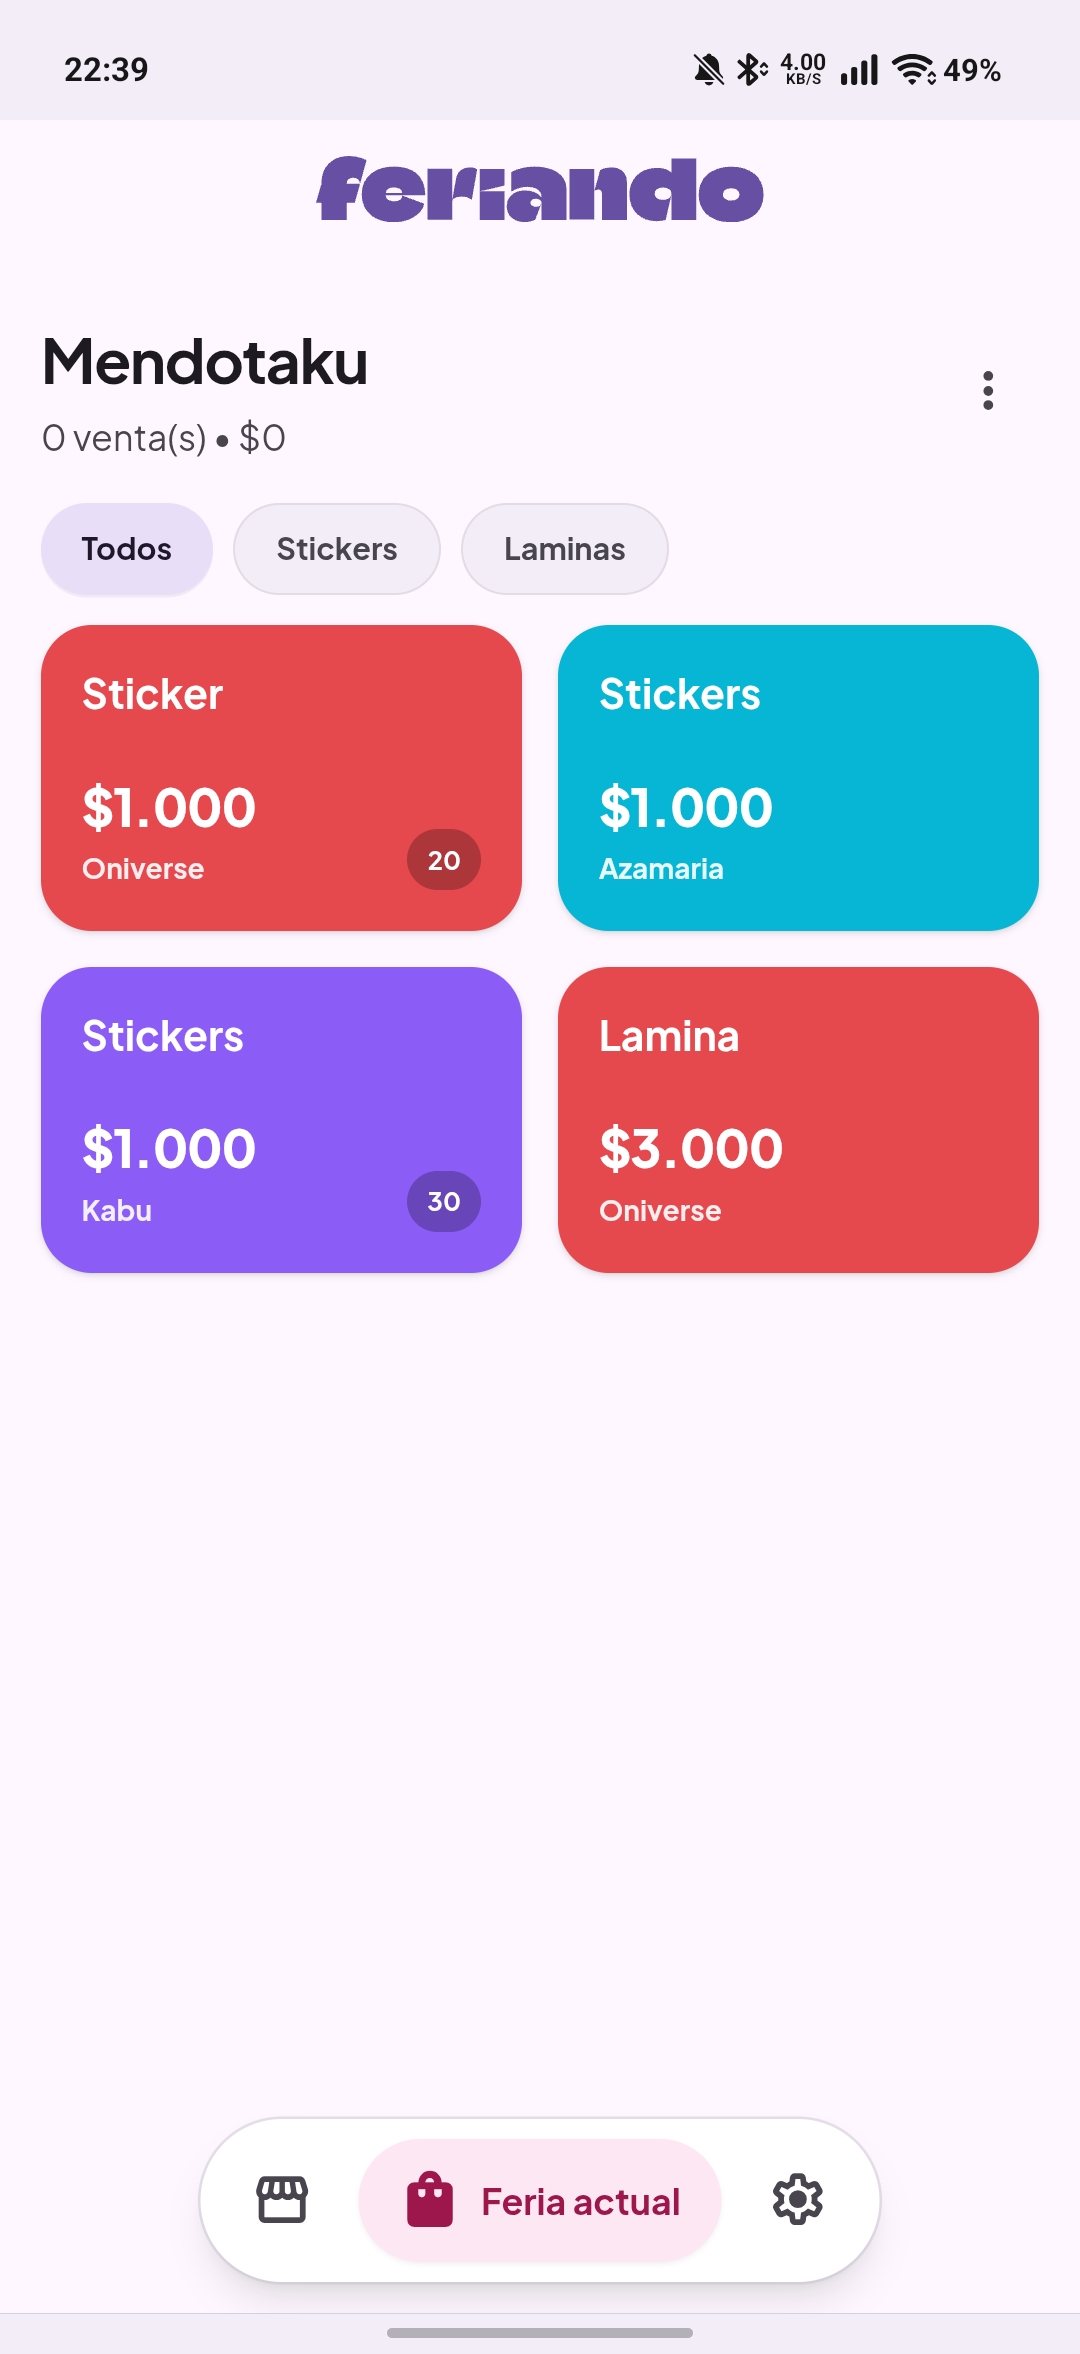 22:39 4.00 KB/S 49%
feriando
Mendotaku
0 venta(s) • $0
Todos Stickers Laminas
Sticker
$1.000
Oniverse
20
Stickers
$1.000
Azamaria
Stickers
$1.000
Kabu
30
Lamina
$3.000
Oniverse
Feria actual